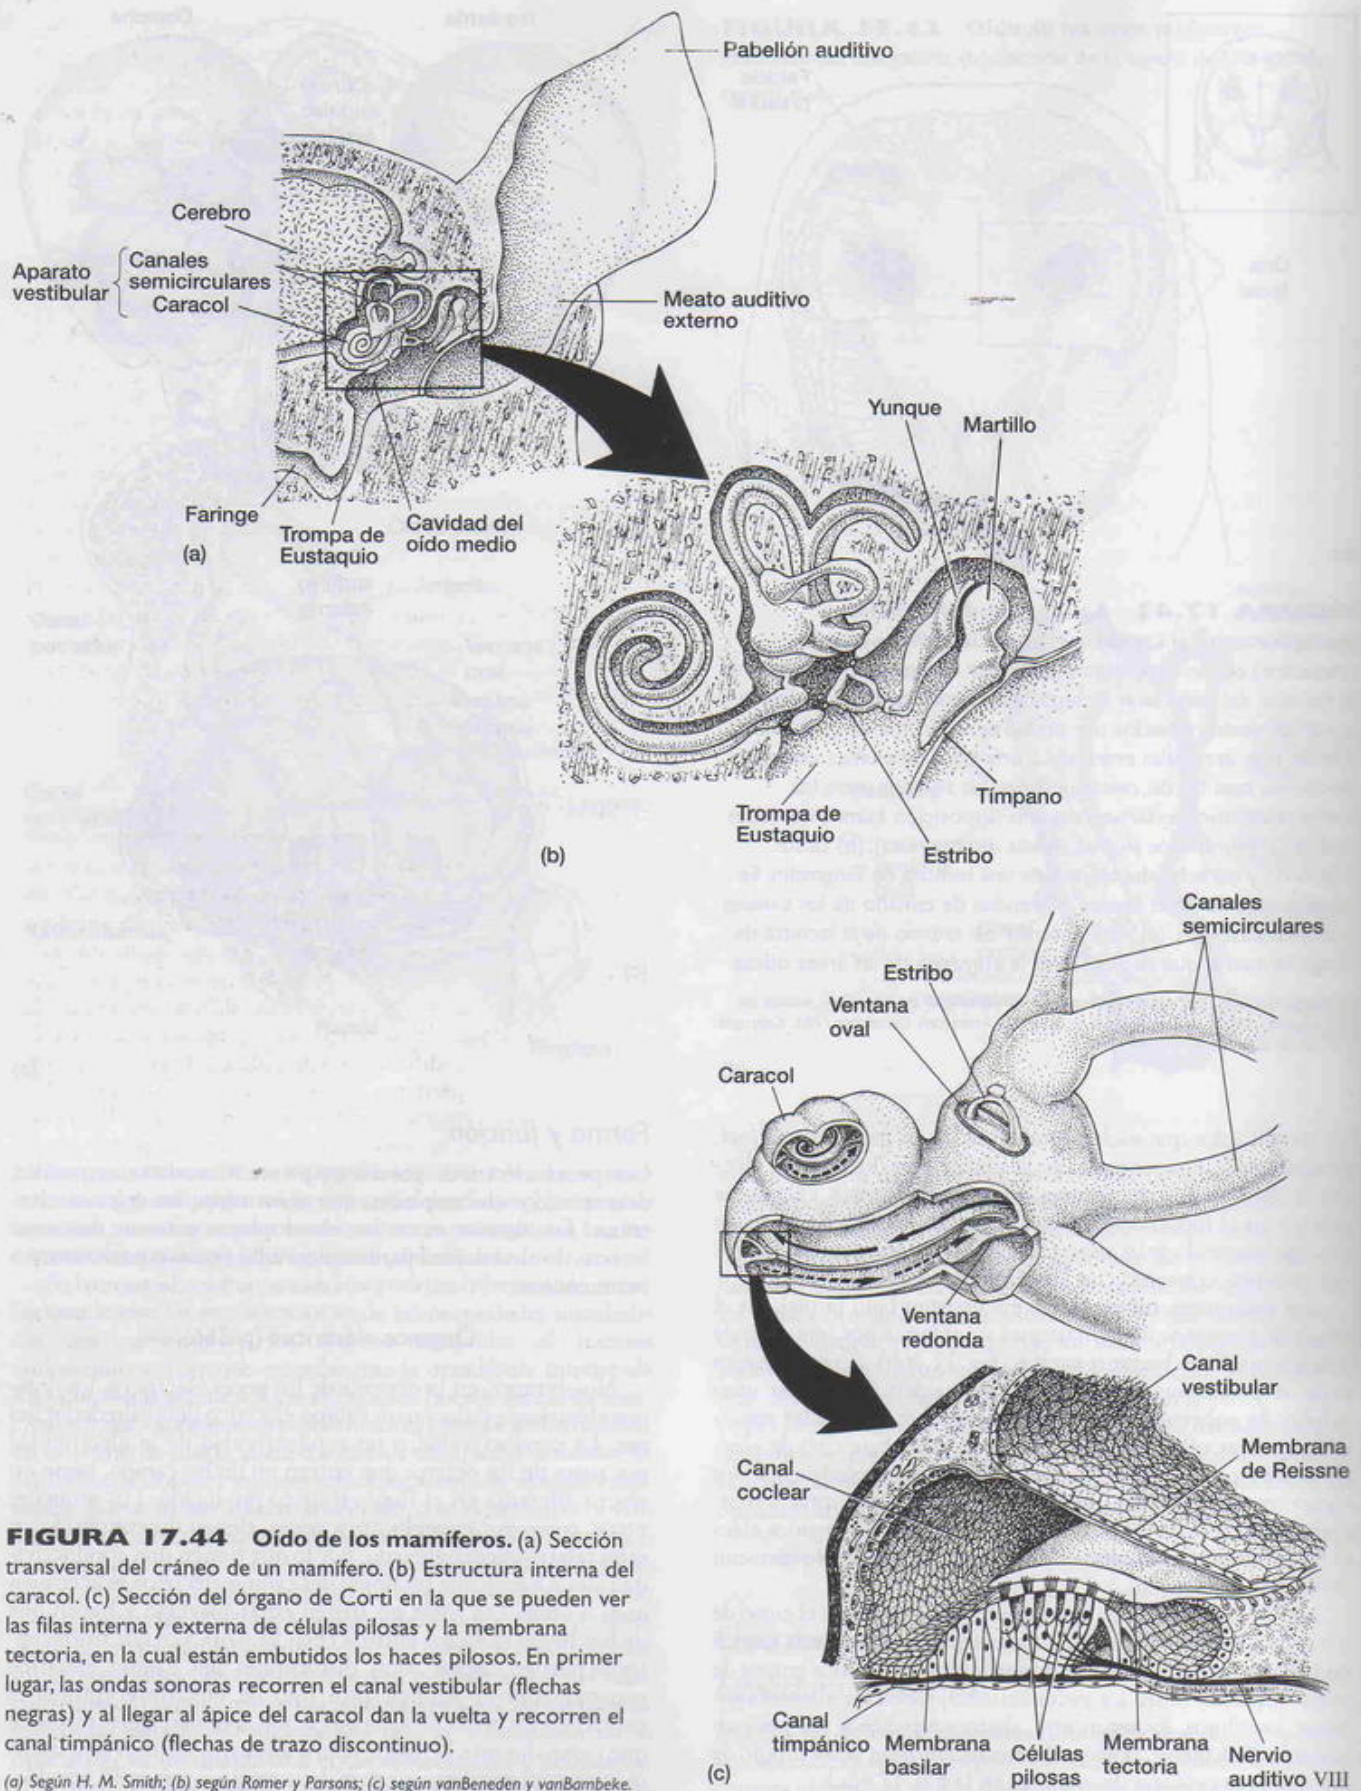 Pabellón auditivo
Cerebro
Aparato
vestibular
Canales
semicirculares
Caracol
Meato auditivo
externo
Yunque
Martillo
Faringe
Trompa de
Eustaquio
Cavidad del
oído medio
(a)
Tímpano
Trompa de
Eustaquio
Estribo
(b)
Canales
semicirculares
Estribo
Ventana
oval
Caracol
Ventana
redonda
Canal
vestibular
Membrana
de Reissne
Canal
coclear
Canal
timpánico
Membrana
basilar
Células
pilosas
Membrana
tectoria
Nervio
auditivo VIII
(c)
FIGURA 17.44 Oído de los mamíferos. (a) Sección
transversal del cráneo de un mamífero. (b) Estructura interna del
caracol. (c) Sección del órgano de Corti en la que se pueden ver
las filas interna y externa de células pilosas y la membrana
tectoria, en la cual están embutidos los haces pilosos. En primer
lugar, las ondas sonoras recorren el canal vestibular (flechas
negras) y al llegar al ápice del caracol dan la vuelta y recorren el
canal timpánico (flechas de trazo discontinuo).
(a) Según H. M. Smith; (b) según Romer y Parsons; (c) según vanBeneden y vanBambeke.